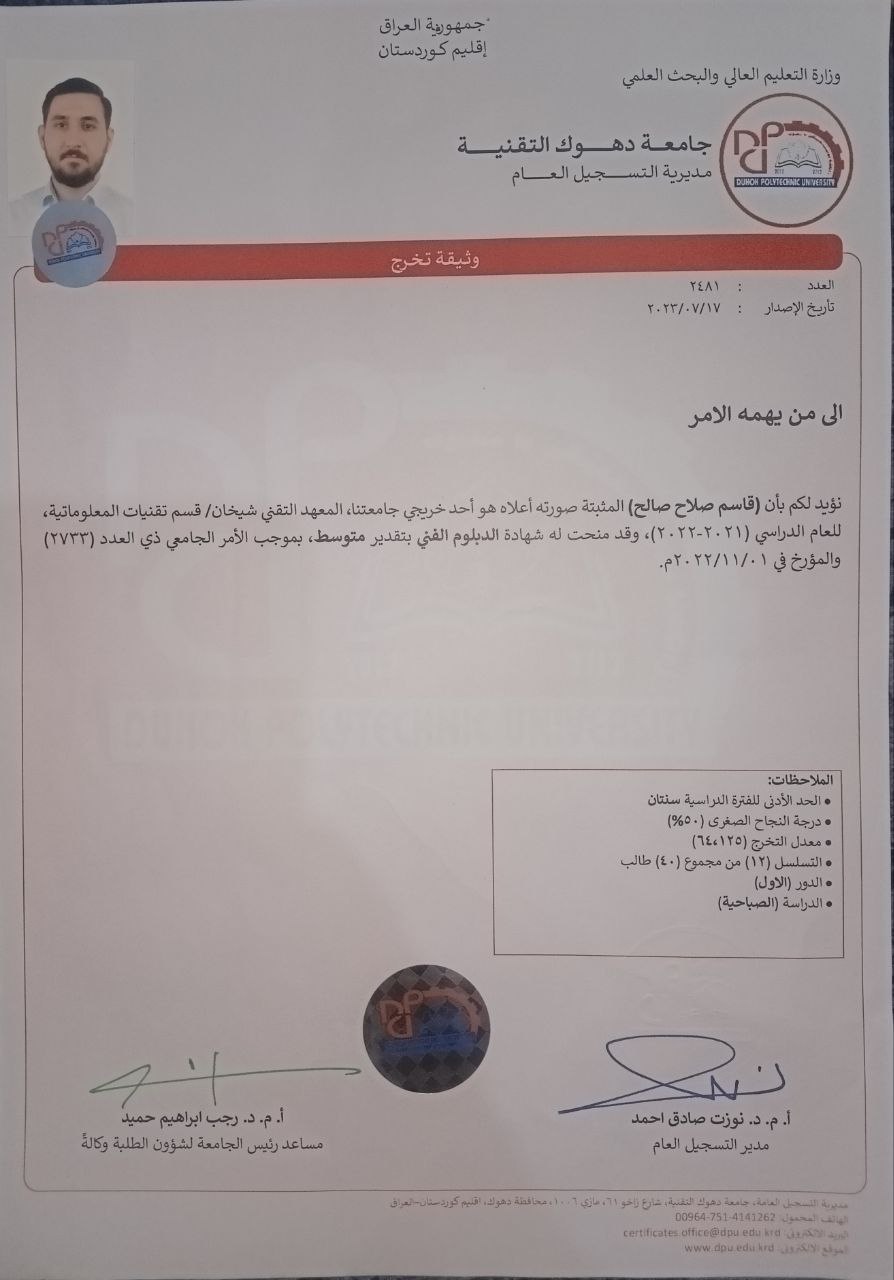 جمهورية العراق
إقليم كوردستان
وزارة التعليم العالي والبحث العلمي
جامعة دهوك التقنية
مديرية التسجيل العام
DPU
DUHOK POLYTECHNIC UNIVERSITY
وثيقة تخرج
العدد : ٢٤٨١
تأريخ الإصدار : ٢٠٢٣/٠٧/١٧
الى من يهمه الامر
نؤيد لكم بأن (قاسم صلاح صالح) المثبتة صورته أعلاه هو أحد خريجي جامعتنا، المعهد التقني شيخان/ قسم تقنيات المعلوماتية،
للعام الدراسي (٢٠٢١-٢٠٢٢)، وقد منحت له شهادة الدبلوم الفني بتقدير متوسط، بموجب الأمر الجامعي ذي العدد (٢٧٣٣)
والمؤرخ في ٢٠٢٢/١١/٠١م.
الملاحظات:
• الحد الأدنى للفترة الدراسية سنتان
• درجة النجاح الصغرى (٥٠%)
• معدل التخرج (٦٤،١٢٥)
• التسلسل (١٢) من مجموع (٤٠) طالب
• الدور (الاول)
• الدراسة (الصباحية)
أ. م. د. نوزت صادق احمد
مدير التسجيل العام
أ. م. د. رجب ابراهيم حميد
مساعد رئيس الجامعة لشؤون الطلبة وكالةً
مديرية التسجيل العامة، جامعة دهوك التقنية، شارع زاخو ٦١، مازي ١٠٠٦، محافظة دهوك، اقليم كوردستان-العراق
الهاتف المحمول: 00964-751-4141262
البريد الالكتروني: certificates.office@dpu.edu.krd
الموقع الالكتروني: www.dpu.edu.krd